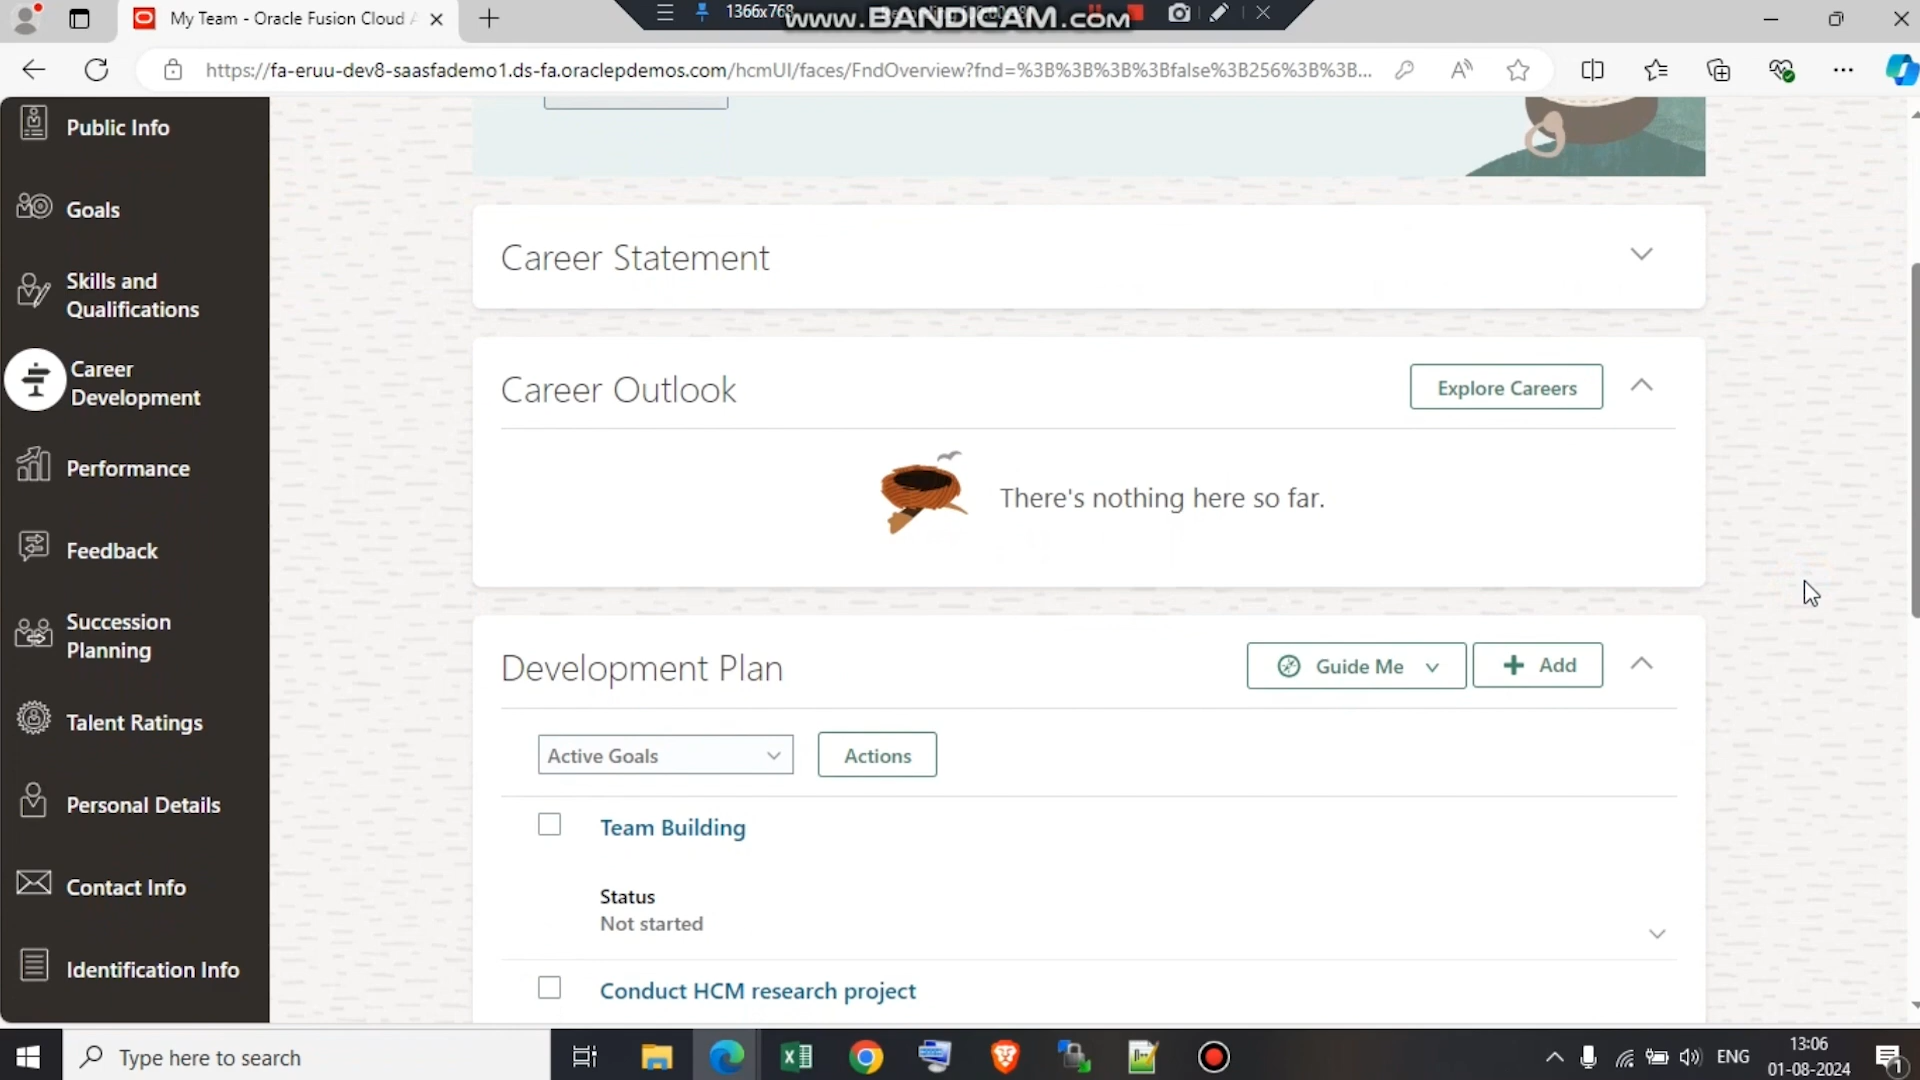 My Team - Oracle Fusion Cloud A
1366x768
www.BANDICAM.com
https://fa-eruu-dev8-saasfademo1.ds-fa.oraclepdemos.com/hcmUI/faces/FndOverview?fnd=%3B%3B%3B%3Bfalse%3B256%3B%3B...
Public Info
Goals
Skills and
Qualifications
Career
Development
Performance
Feedback
Succession
Planning
Talent Ratings
Personal Details
Contact Info
Identification Info
Career Statement
Career Outlook
Explore Careers
There's nothing here so far.
Development Plan
Guide Me
Add
Active Goals
Actions
Team Building
Status
Not started
Conduct HCM research project
Type here to search
ENG
13:06
01-08-2024
1